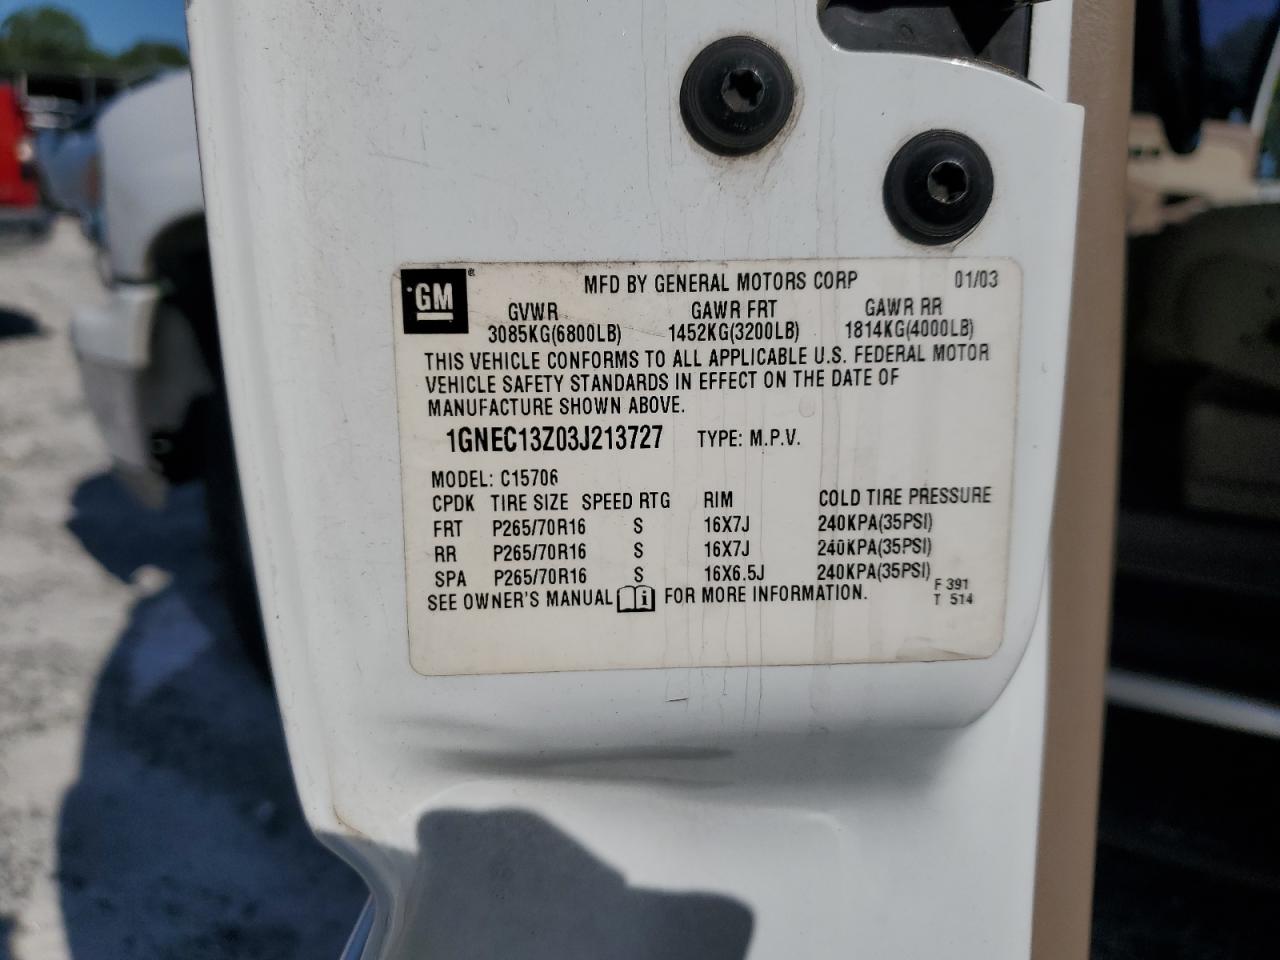 GM® MFD BY GENERAL MOTORS CORP 01/03
GVWR GAWR FRT GAWR RR
3085KG(6800LB) 1452KG(3200LB) 1814KG(4000LB)
THIS VEHICLE CONFORMS TO ALL APPLICABLE U.S. FEDERAL MOTOR
VEHICLE SAFETY STANDARDS IN EFFECT ON THE DATE OF
MANUFACTURE SHOWN ABOVE.
1GNEC13Z03J213727 TYPE: M.P.V.
MODEL: C15706
CPDK TIRE SIZE SPEED RTG RIM COLD TIRE PRESSURE
FRT P265/70R16 S 16X7J 240KPA(35PSI)
RR P265/70R16 S 16X7J 240KPA(35PSI)
SPA P265/70R16 S 16X6.5J 240KPA(35PSI)
SEE OWNER'S MANUAL i FOR MORE INFORMATION.
F 391
T 514